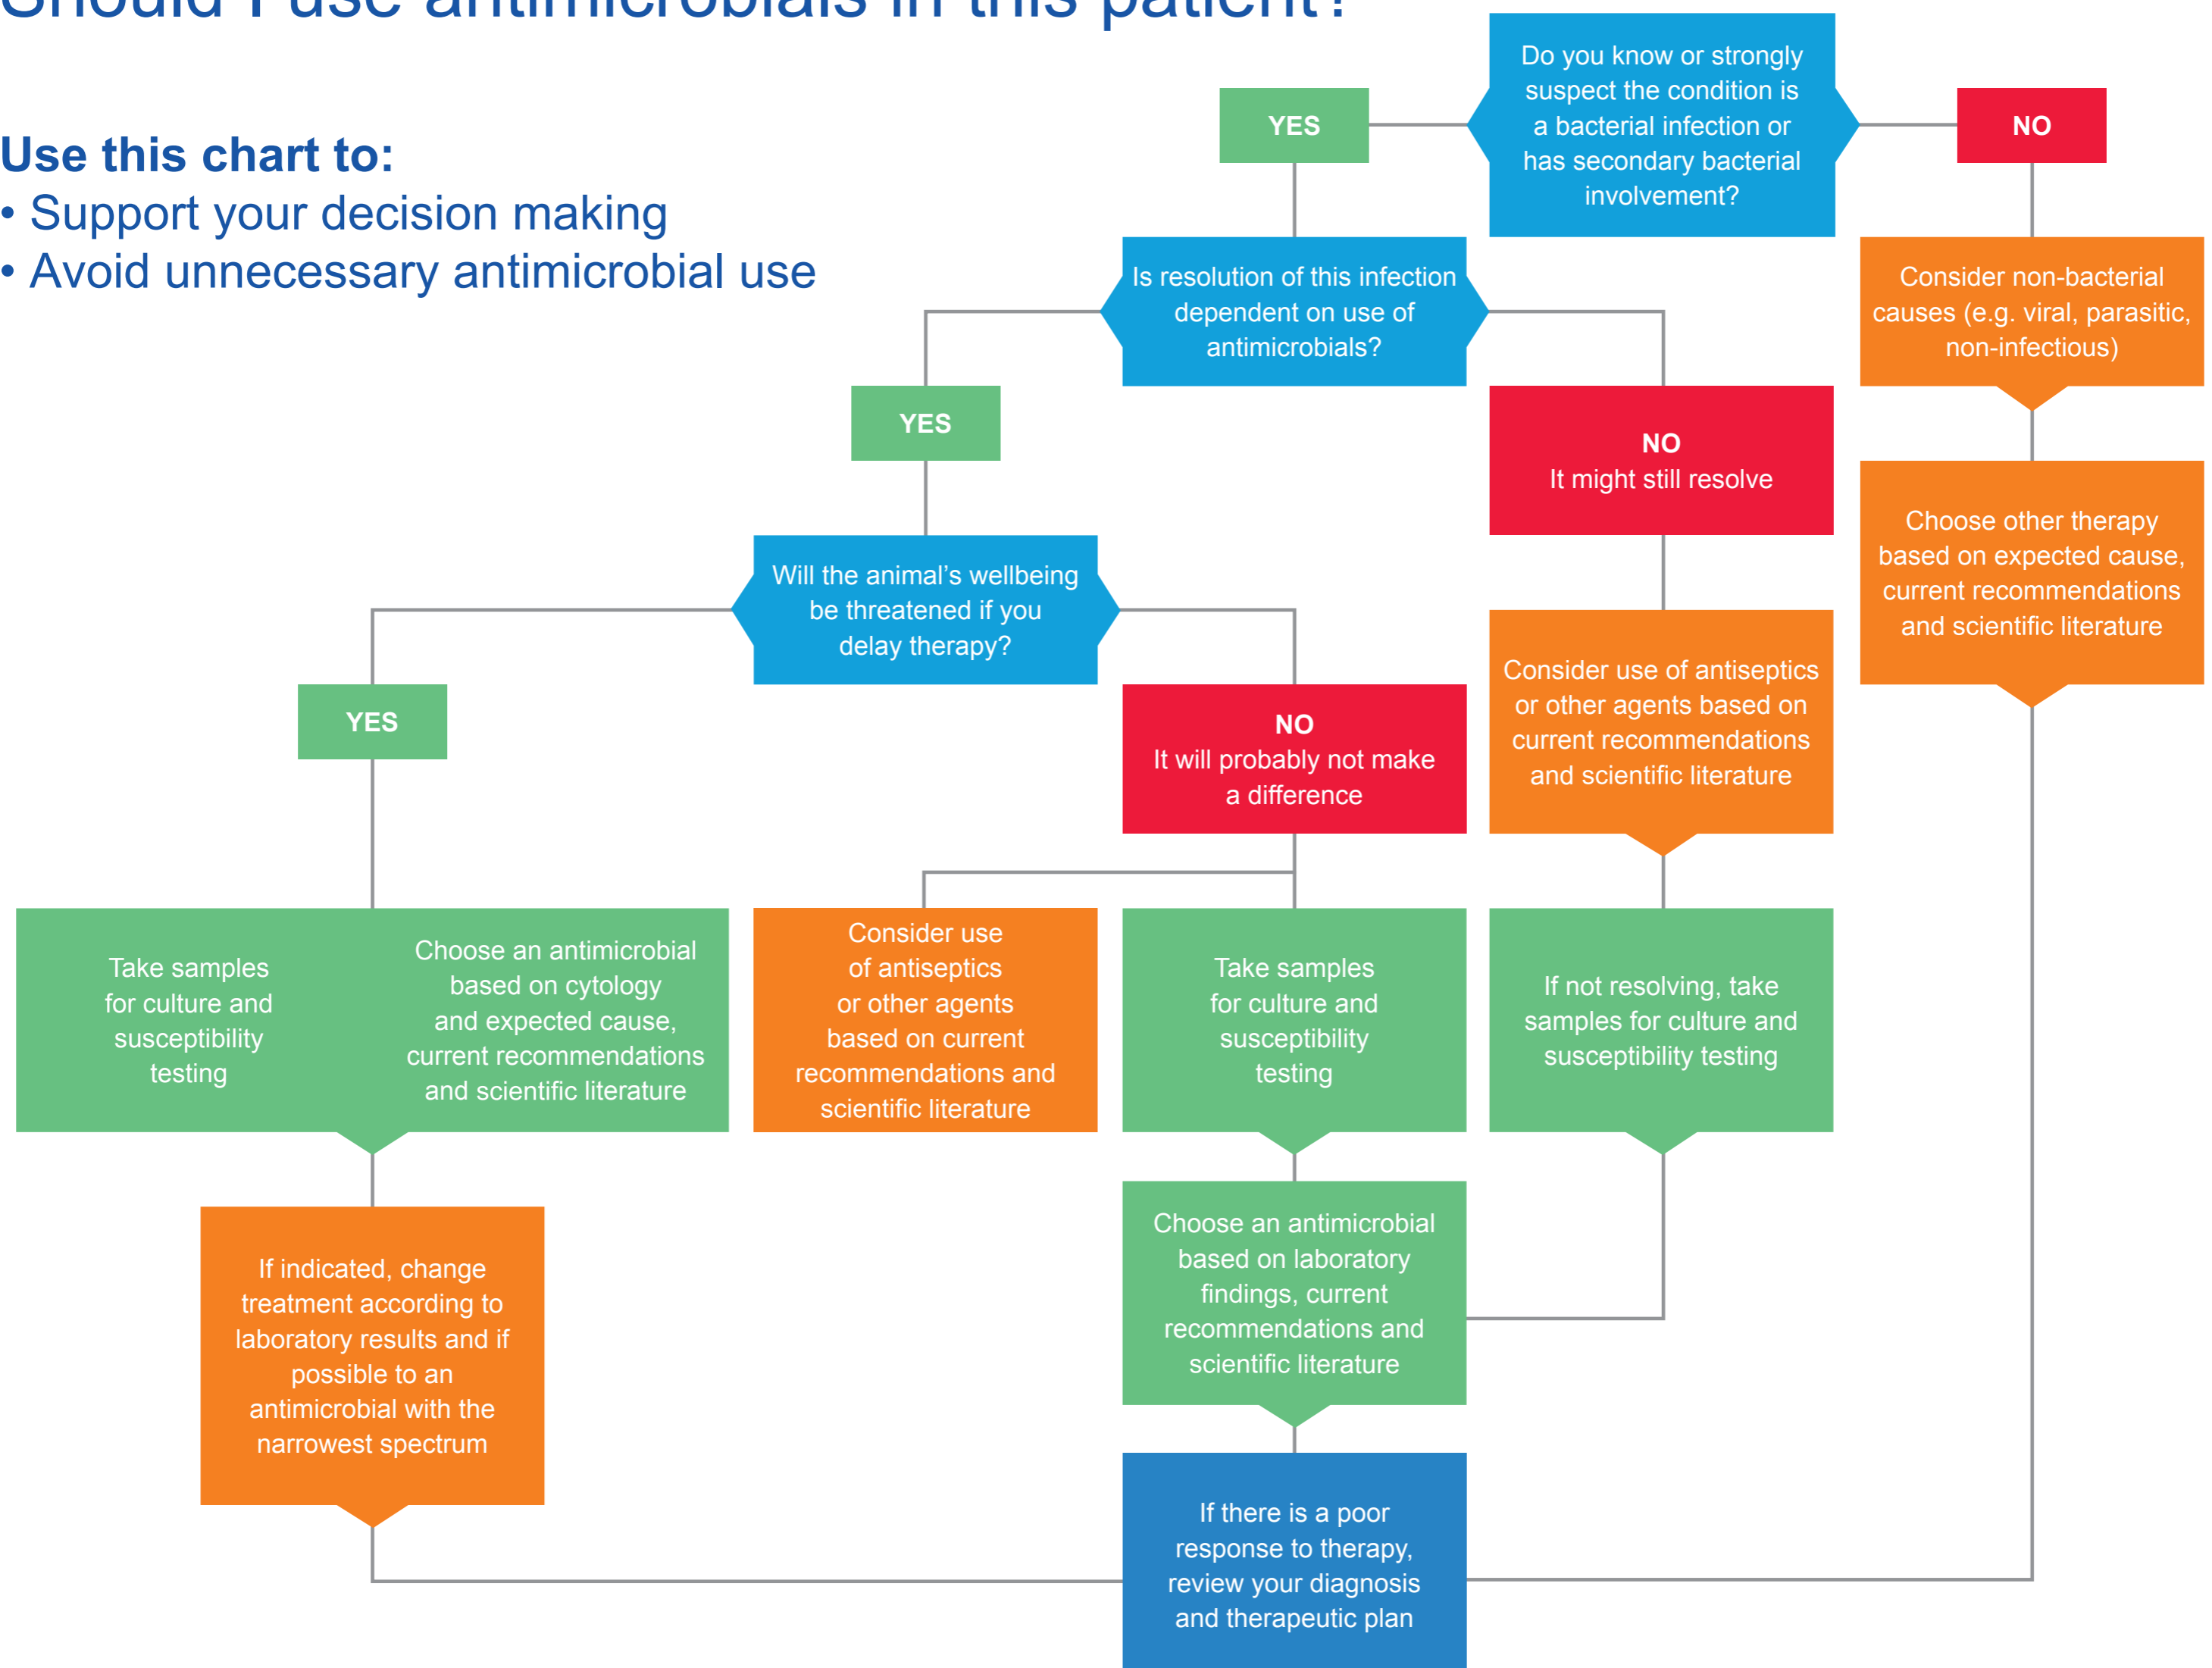 Should I use antimicrobials in this patient?
Use this chart to:
• Support your decision making
• Avoid unnecessary antimicrobial use
Do you know or strongly
suspect the condition is
a bacterial infection or
has secondary bacterial
involvement?
YES
NO
Is resolution of this infection
dependent on use of
antimicrobials?
Consider non-bacterial
causes (e.g. viral, parasitic,
non-infectious)
YES
NO
It might still resolve
Choose other therapy
based on expected cause,
current recommendations
and scientific literature
Will the animal's wellbeing
be threatened if you
delay therapy?
Consider use of antiseptics
or other agents based on
current recommendations
and scientific literature
YES
NO
It will probably not make
a difference
Take samples
for culture and
susceptibility
testing
Choose an antimicrobial
based on cytology
and expected cause,
current recommendations
and scientific literature
Consider use
of antiseptics
or other agents
based on current
recommendations and
scientific literature
Take samples
for culture and
susceptibility
testing
If not resolving, take
samples for culture and
susceptibility testing
If indicated, change
treatment according to
laboratory results and if
possible to an
antimicrobial with the
narrowest spectrum
Choose an antimicrobial
based on laboratory
findings, current
recommendations and
scientific literature
If there is a poor
response to therapy,
review your diagnosis
and therapeutic plan